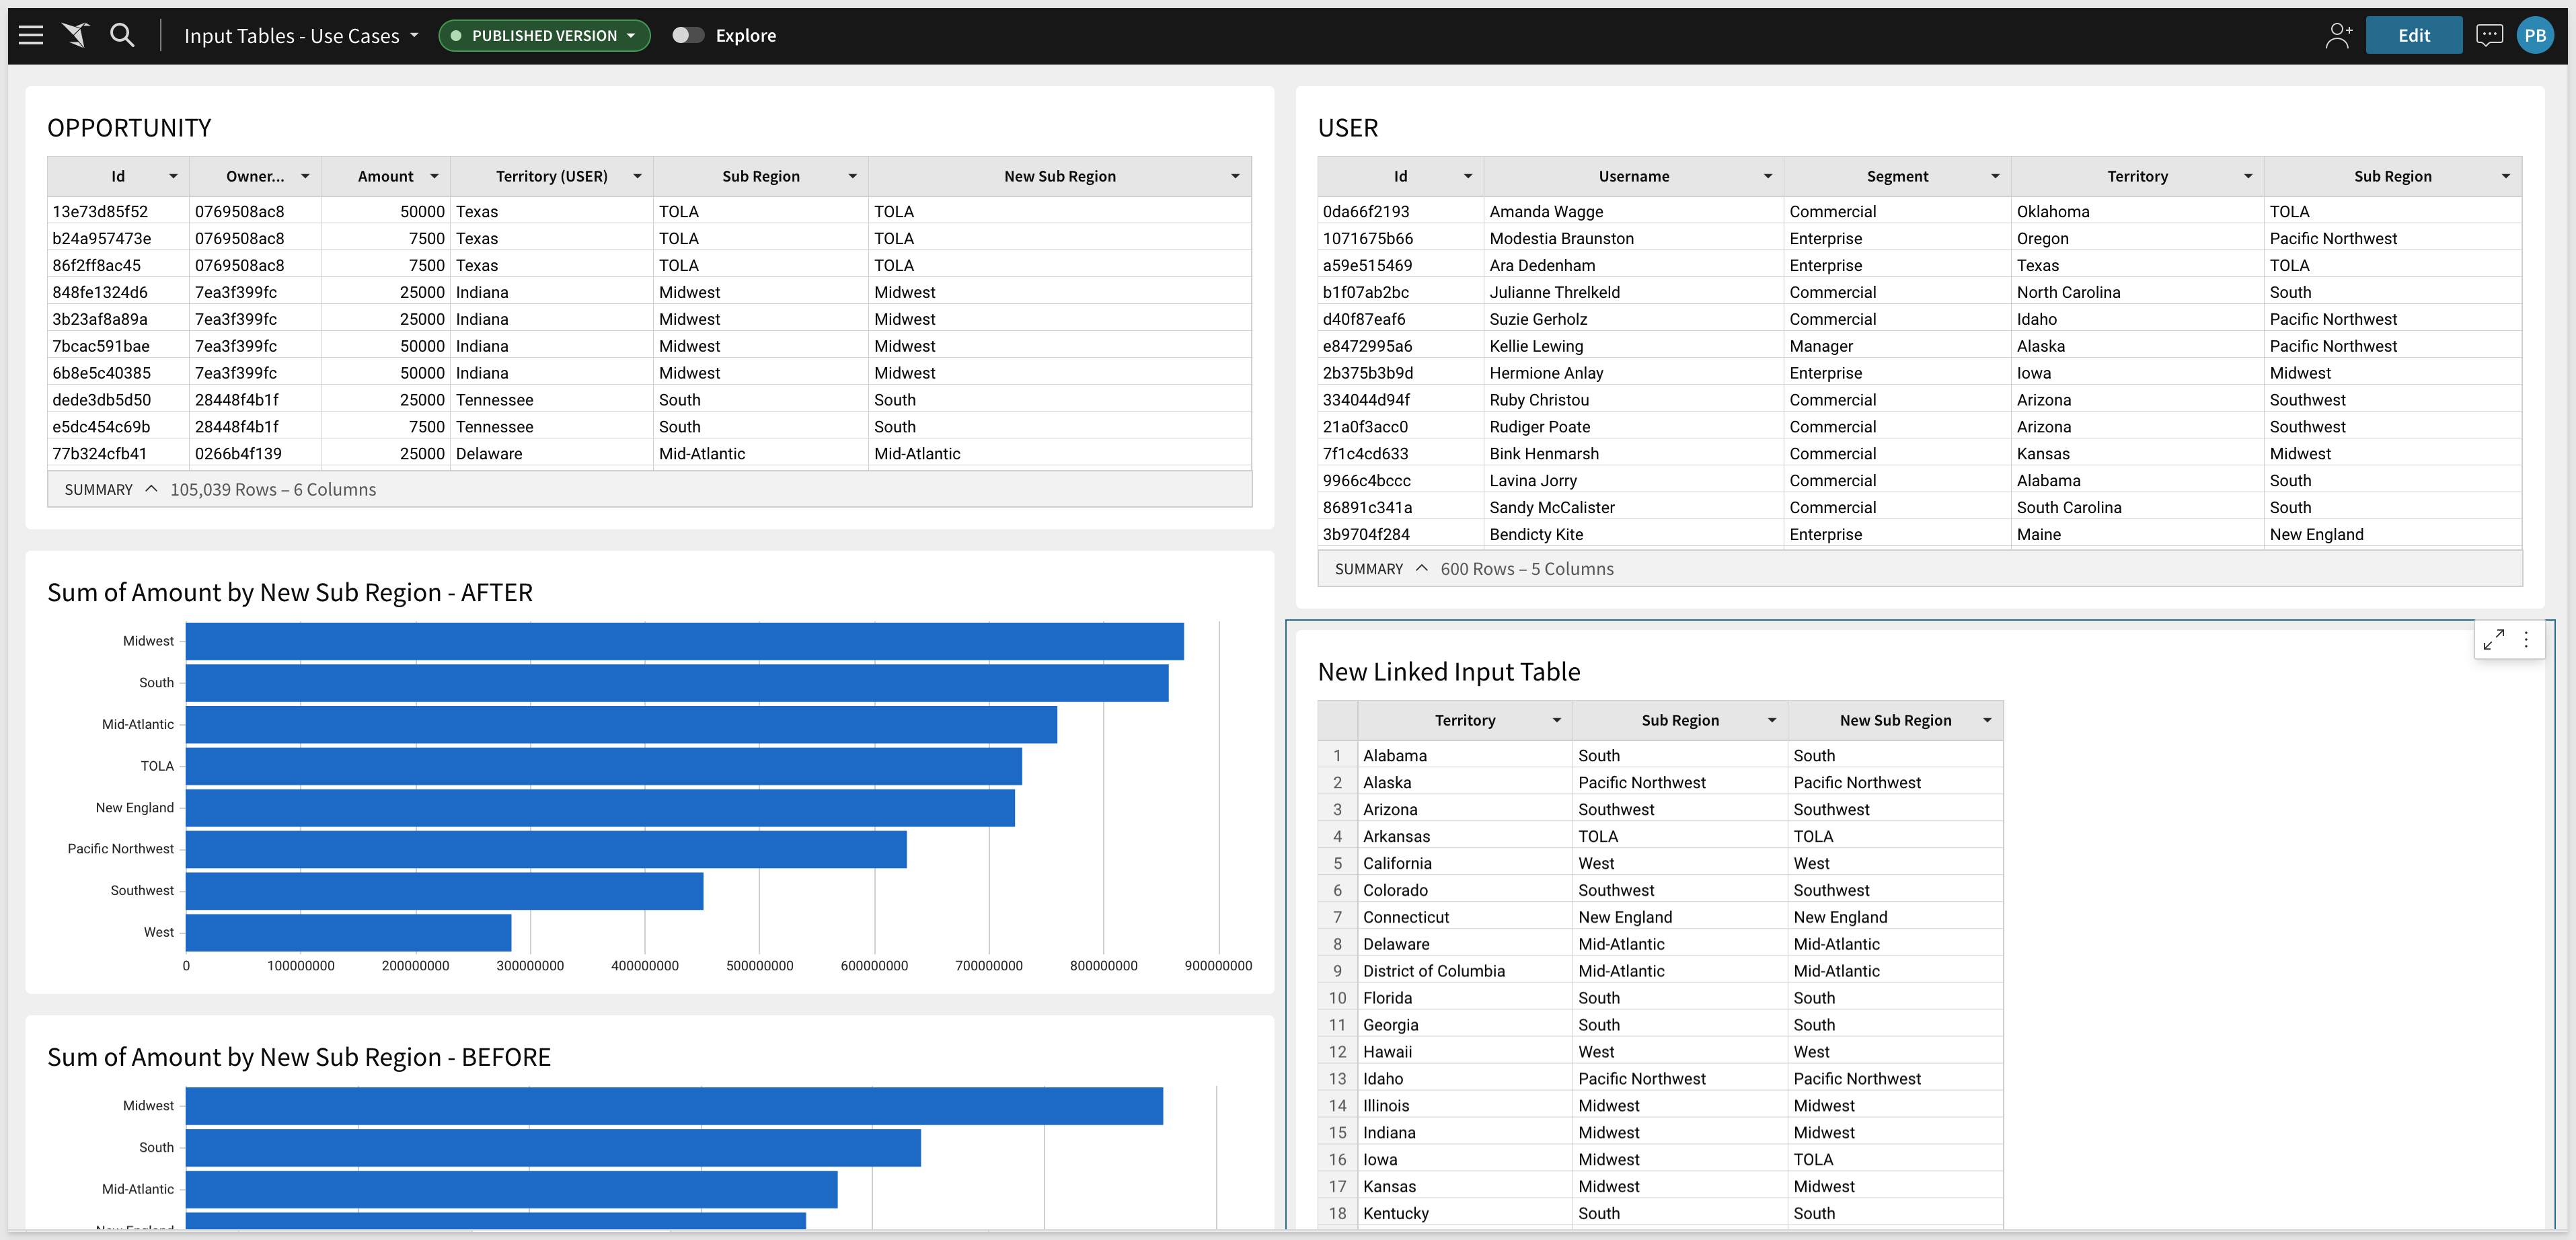 Input Tables - Use Cases PUBLISHED VERSION Explore Edit PB
OPPORTUNITY
Id Owner... Amount Territory (USER) Sub Region New Sub Region
13e73d85f52 0769508ac8 50000 Texas TOLA TOLA
b24a957473e 0769508ac8 7500 Texas TOLA TOLA
86f2ff8ac45 0769508ac8 7500 Texas TOLA TOLA
848fe1324d6 7ea3f399fc 25000 Indiana Midwest Midwest
3b23af8a89a 7ea3f399fc 25000 Indiana Midwest Midwest
7bcac591bae 7ea3f399fc 50000 Indiana Midwest Midwest
6b8e5c40385 7ea3f399fc 50000 Indiana Midwest Midwest
dede3db5d50 28448f4b1f 25000 Tennessee South South
e5dc454c69b 28448f4b1f 7500 Tennessee South South
77b324cfb41 0266b4f139 25000 Delaware Mid-Atlantic Mid-Atlantic
SUMMARY 105,039 Rows – 6 Columns
Sum of Amount by New Sub Region - AFTER
Midwest
South
Mid-Atlantic
TOLA
New England
Pacific Northwest
Southwest
West
0 100000000 200000000 300000000 400000000 500000000 600000000 700000000 800000000 900000000
Sum of Amount by New Sub Region - BEFORE
Midwest
South
Mid-Atlantic
New England
USER
Id Username Segment Territory Sub Region
0da66f2193 Amanda Wagge Commercial Oklahoma TOLA
1071675b66 Modestia Braunston Enterprise Oregon Pacific Northwest
a59e515469 Ara Dedenham Enterprise Texas TOLA
b1f07ab2bc Julianne Threlkeld Commercial North Carolina South
d40f87eaf6 Suzie Gerholz Commercial Idaho Pacific Northwest
e8472995a6 Kellie Lewing Manager Alaska Pacific Northwest
2b375b3b9d Hermione Anlay Enterprise Iowa Midwest
334044d94f Ruby Christou Commercial Arizona Southwest
21a0f3acc0 Rudiger Poate Commercial Arizona Southwest
7f1c4cd633 Bink Henmarsh Commercial Kansas Midwest
9966c4bccc Lavina Jorry Commercial Alabama South
86891c341a Sandy McCalister Commercial South Carolina South
3b9704f284 Bendicty Kite Enterprise Maine New England
SUMMARY 600 Rows – 5 Columns
New Linked Input Table
Territory Sub Region New Sub Region
1 Alabama South South
2 Alaska Pacific Northwest Pacific Northwest
3 Arizona Southwest Southwest
4 Arkansas TOLA TOLA
5 California West West
6 Colorado Southwest Southwest
7 Connecticut New England New England
8 Delaware Mid-Atlantic Mid-Atlantic
9 District of Columbia Mid-Atlantic Mid-Atlantic
10 Florida South South
11 Georgia South South
12 Hawaii West West
13 Idaho Pacific Northwest Pacific Northwest
14 Illinois Midwest Midwest
15 Indiana Midwest Midwest
16 Iowa Midwest TOLA
17 Kansas Midwest Midwest
18 Kentucky South South